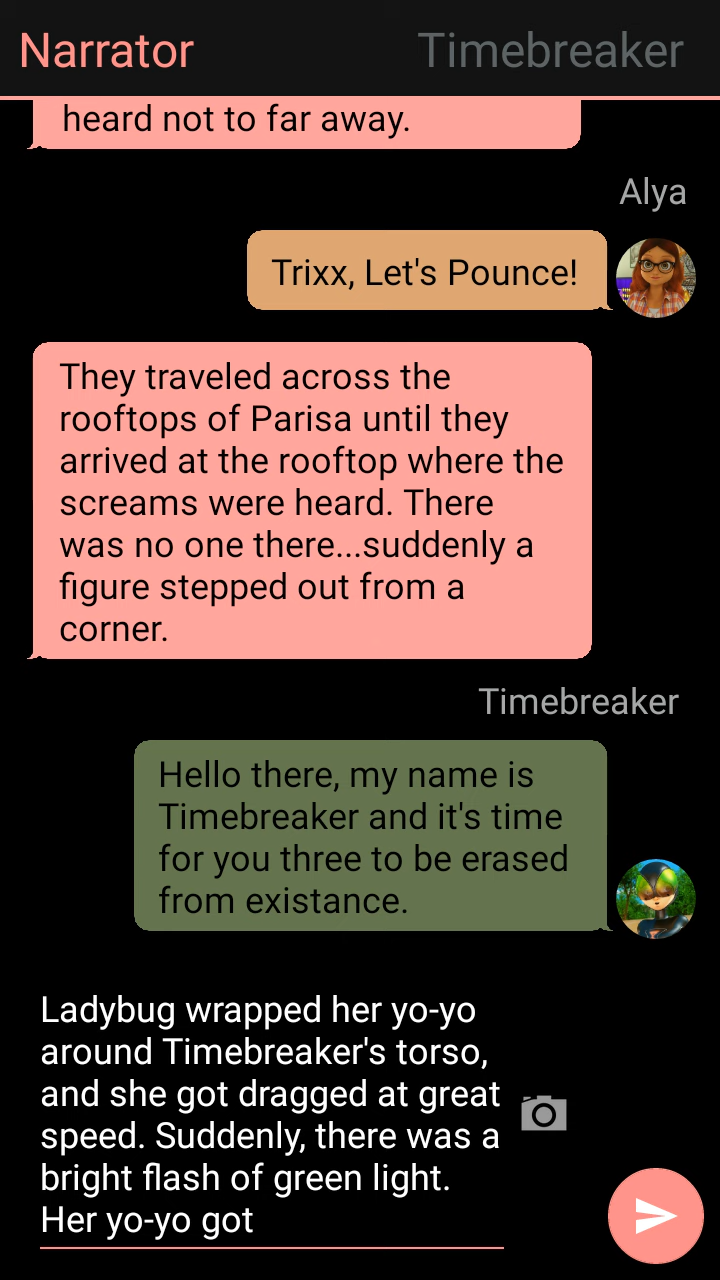 Narrator
Timebreaker
heard not to far away.
Alya
Trixx, Let's Pounce!
They traveled across the
rooftops of Parisa until they
arrived at the rooftop where the
screams were heard. There
was no one there...suddenly a
figure stepped out from a
corner.
Timebreaker
Hello there, my name is
Timebreaker and it's time
for you three to be erased
from existance.
Ladybug wrapped her yo-yo
around Timebreaker's torso,
and she got dragged at great
speed. Suddenly, there was a
bright flash of green light.
Her yo-yo got